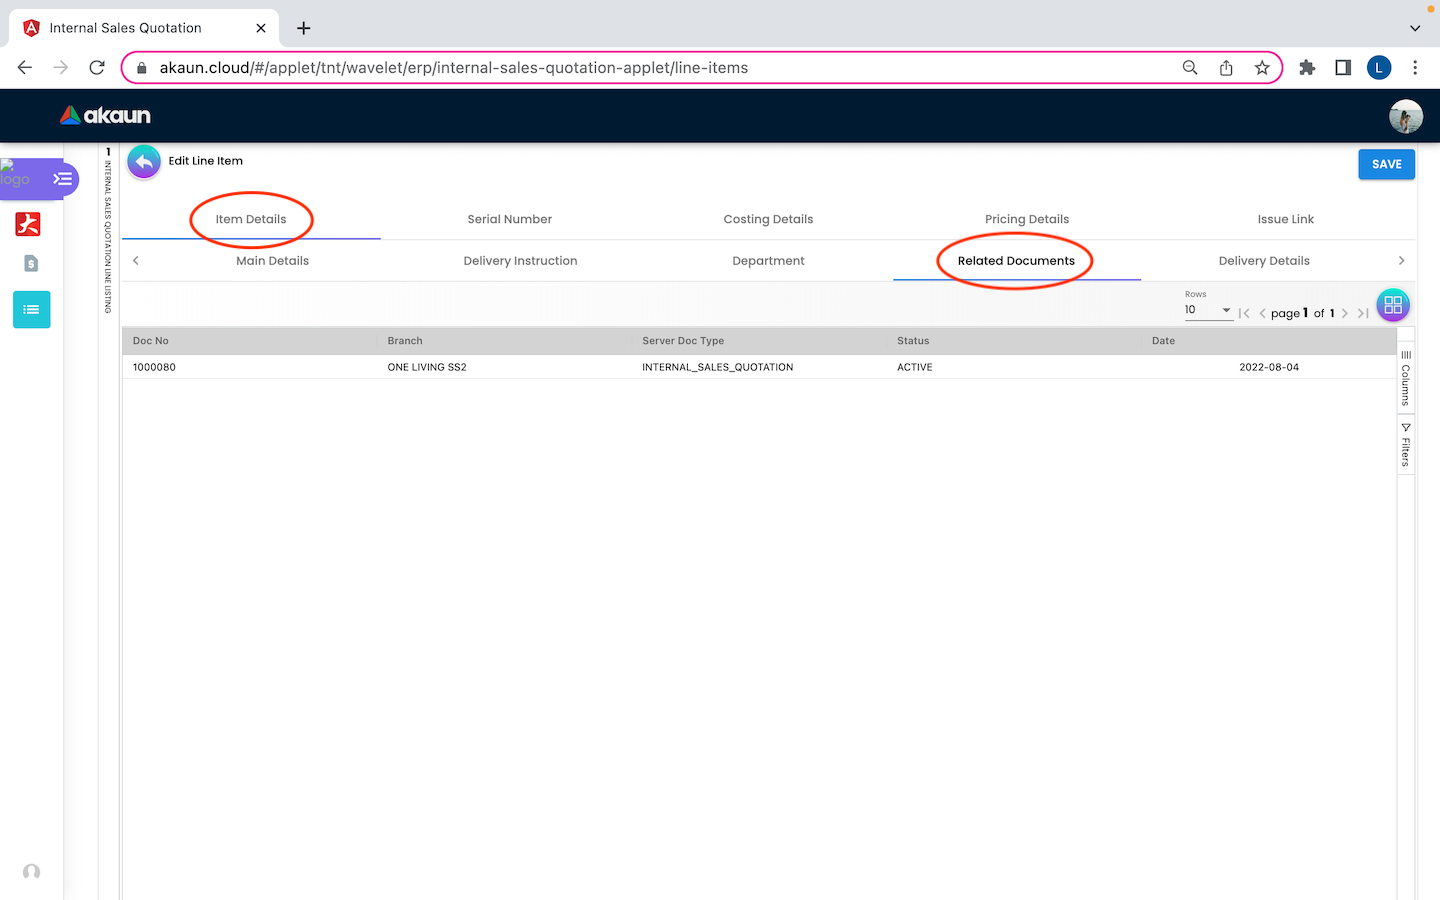 Internal Sales Quotation
akaun.cloud/#/applet/tnt/wavelet/erp/internal-sales-quotation-applet/line-items
L
akaun
logo
1 INTERNAL SALES QUOTATION LINE LISTING
Edit Line Item
SAVE
Item Details Serial Number Costing Details Pricing Details Issue Link
Main Details Delivery Instruction Department Related Documents Delivery Details
Rows
10 page 1 of 1
Doc No Branch Server Doc Type Status Date
1000080 ONE LIVING SS2 INTERNAL_SALES_QUOTATION ACTIVE 2022-08-04
Columns
Filters